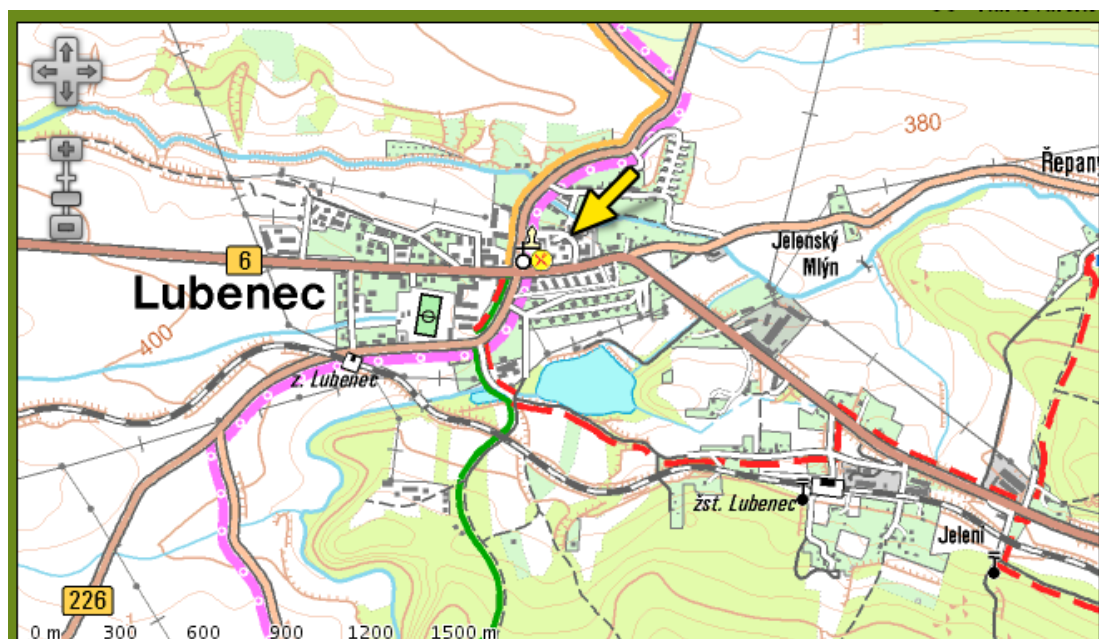 380
Řepany
6
Jelenský
Mlýn
Lubenec
400
z. Lubenec
žst. Lubenec
Jelení
226
0 m 300 600 900 1200 1500 m